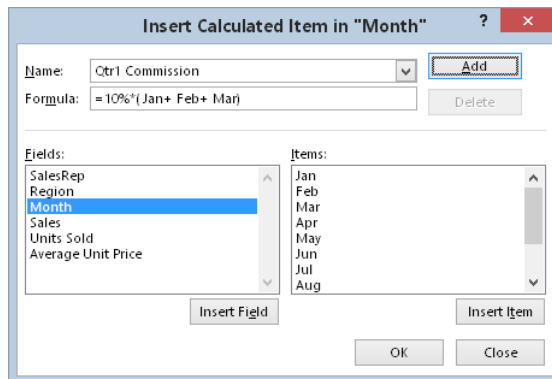 Insert Calculated Item in "Month"
? ×
Name: Qtr1 Commission Add
Formula: =10%*(Jan+ Feb+ Mar) Delete
Fields: Items:
SalesRep Jan
Region Feb
Month Mar
Sales Apr
Units Sold May
Average Unit Price Jun
Jul
Aug
Insert Field Insert Item
OK Close